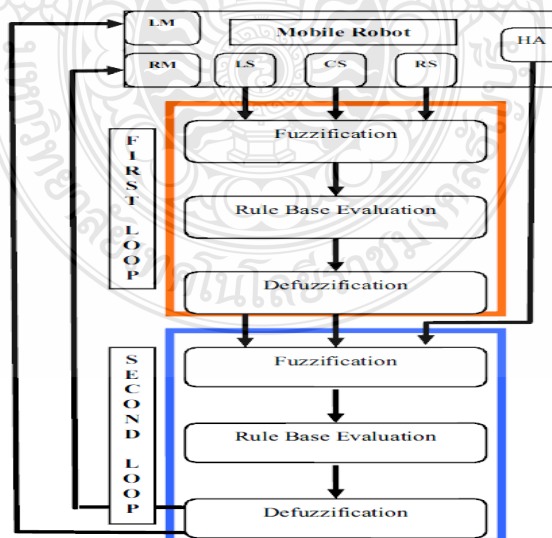 LM
Mobile Robot
HA
RM
LS
CS
RS
FIRST LOOP
Fuzzification
Rule Base Evaluation
Defuzzification
SECOND LOOP
Fuzzification
Rule Base Evaluation
Defuzzification